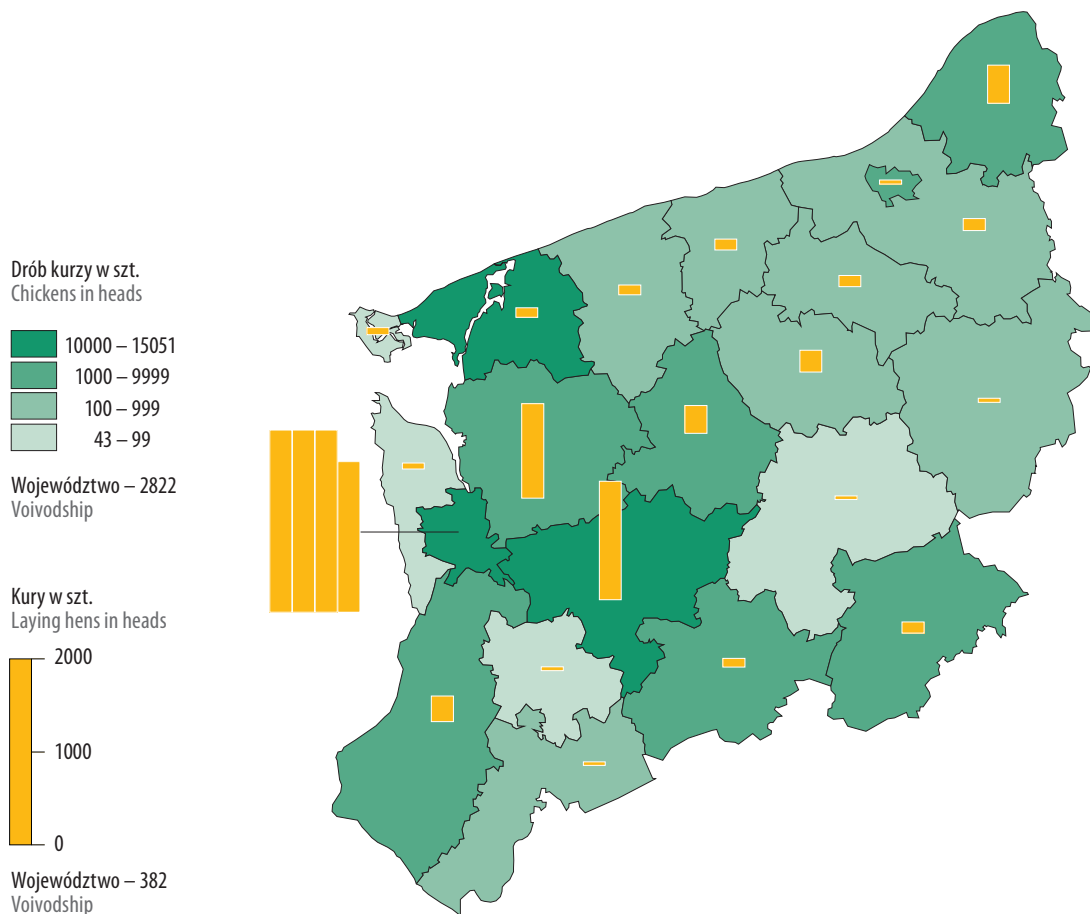 Drób kurzy w szt.
Chickens in heads
10000 – 15051
1000 – 9999
100 – 999
43 – 99
Województwo – 2822
Voivodship
Kury w szt.
Laying hens in heads
2000
1000
0
Województwo – 382
Voivodship